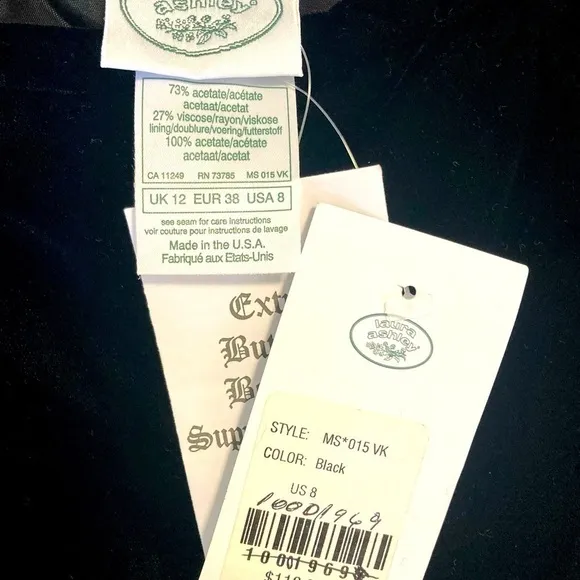 ashley
73% acetate/acétate
acetaat/acetat
27% viscose/rayon/viskose
lining/doublure/voering/futterstoff
100% acetate/acétate
acetaat/acetat
CA 11249 RN 73785 MS 015 VK
UK 12 EUR 38 USA 8
see seam for care instructions
voir couture pour instructions de lavage
Made in the U.S.A.
Fabriqué aux Etats-Unis
laura
ashley
STYLE: MS*015 VK
COLOR: Black
US 8
10001969
10001969